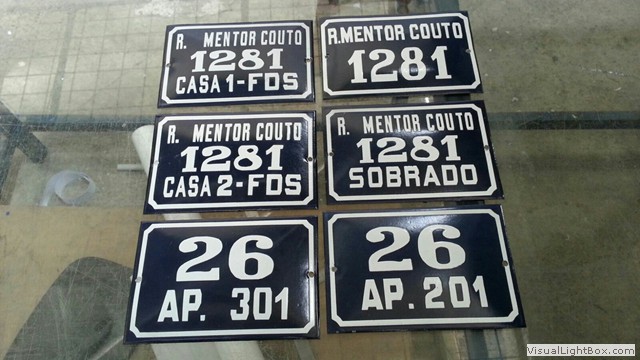 R. MENTOR COUTO
1281
CASA 1-FDS
R. MENTOR COUTO
1281
R. MENTOR COUTO
1281
CASA 2-FDS
R. MENTOR COUTO
1281
SOBRADO
26
AP. 301
26
AP. 201
VisualLightBox.com